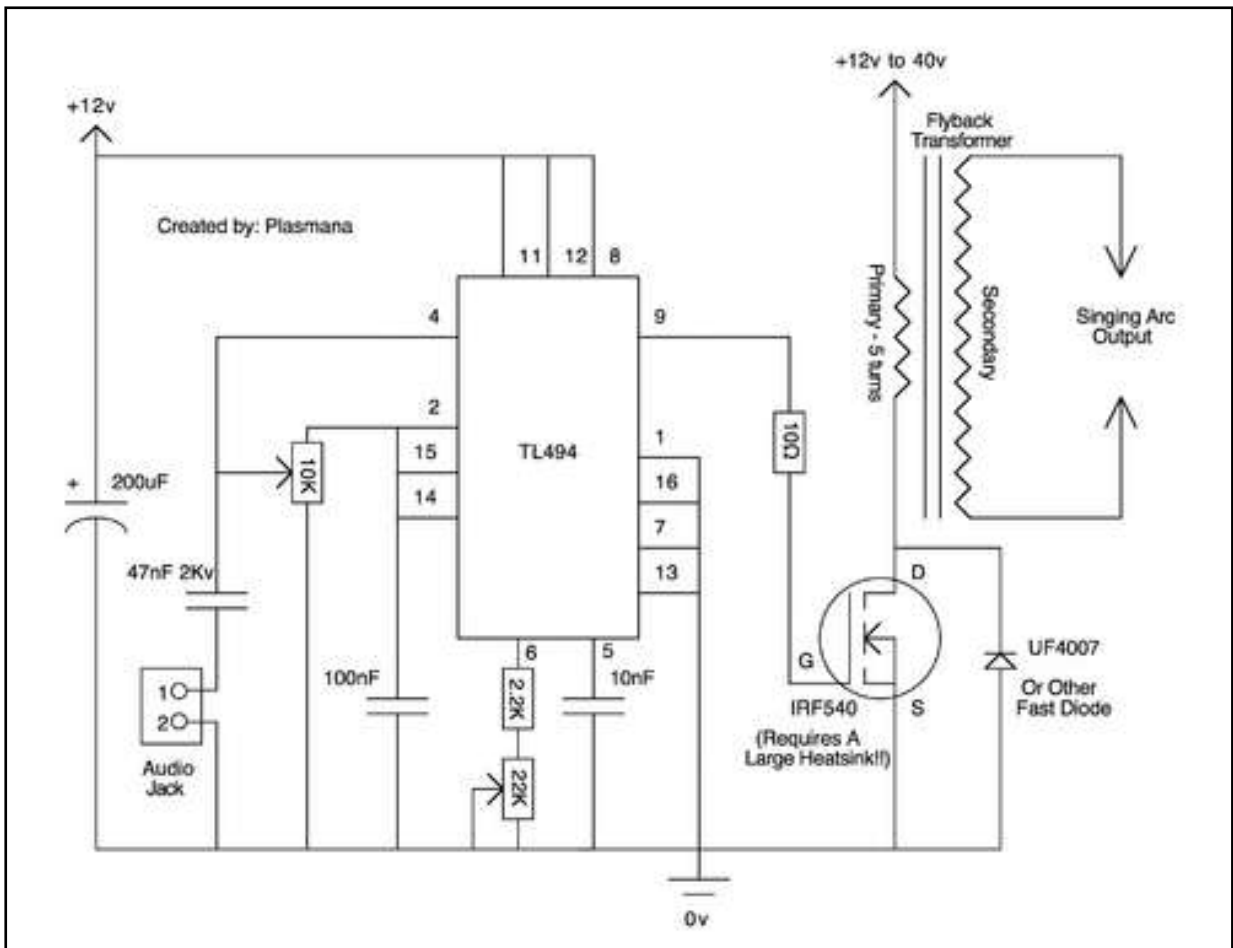 +12v to 40v
+12v
Flyback
Transformer
Created by: Plasmana
11
12
8
4
9
Primary - 5 turns
Secondary
Singing Arc
Output
2
1
10Ω
15
TL494
10K
16
+
200uF
14
7
47nF 2Kv
13
D
6
5
UF4007
G
100nF
2.2K
10nF
1
IRF540
S
Or Other
Fast Diode
2
(Requires A
Large Heatsink!!)
Audio
Jack
22K
0v